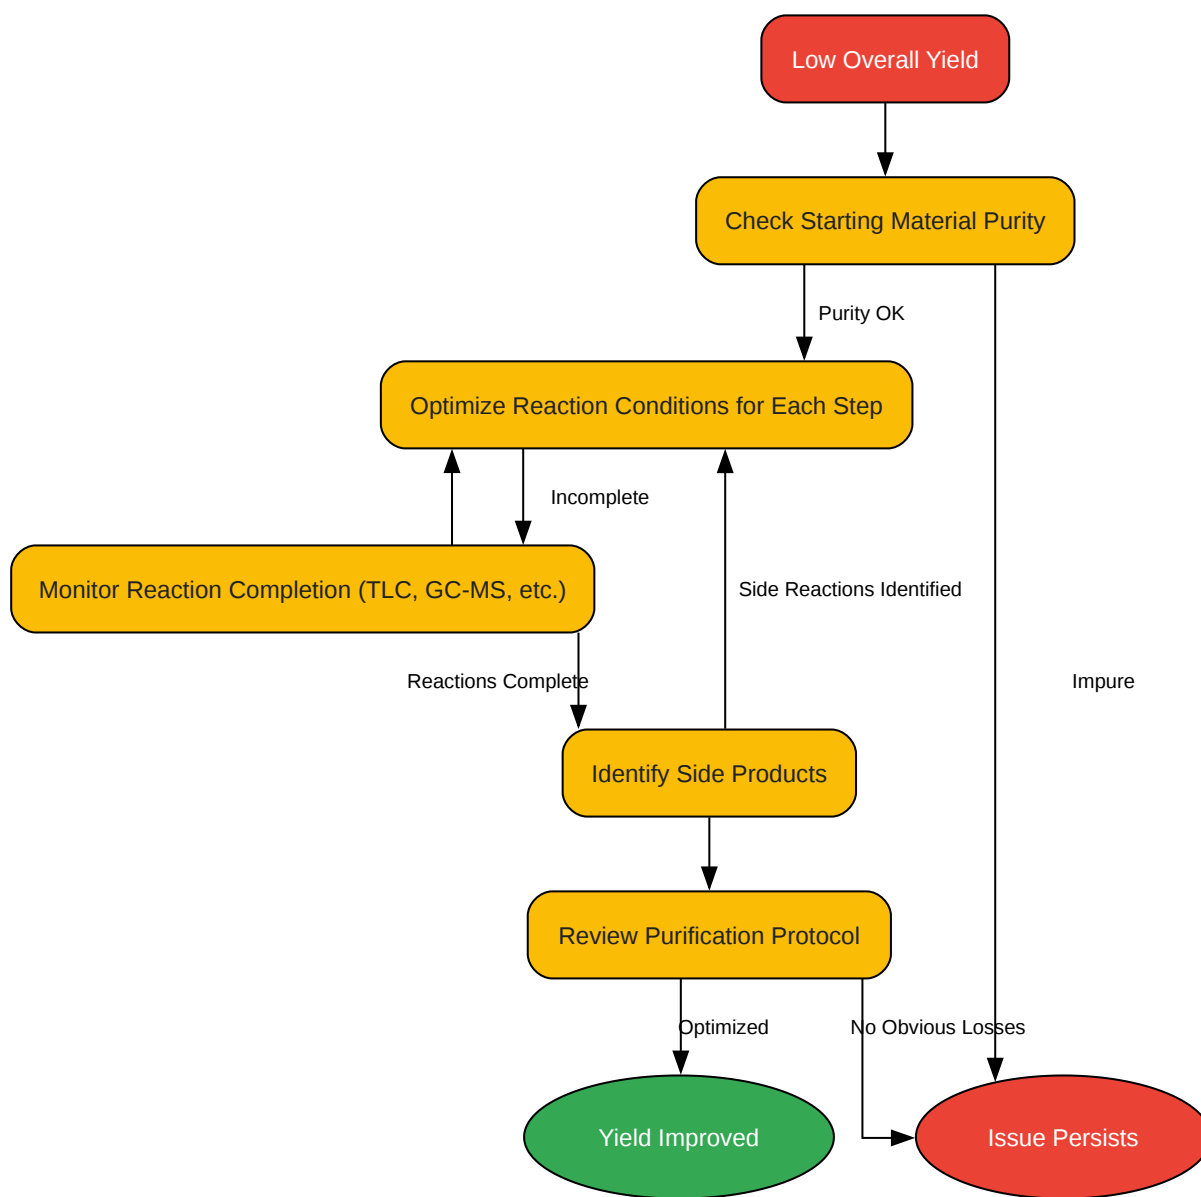 Low Overall Yield
Check Starting Material Purity
Purity OK
Optimize Reaction Conditions for Each Step
Incomplete
Monitor Reaction Completion (TLC, GC-MS, etc.)
Side Reactions Identified
Reactions Complete
Impure
Identify Side Products
Review Purification Protocol
Optimized
No Obvious Losses
Yield Improved
Issue Persists